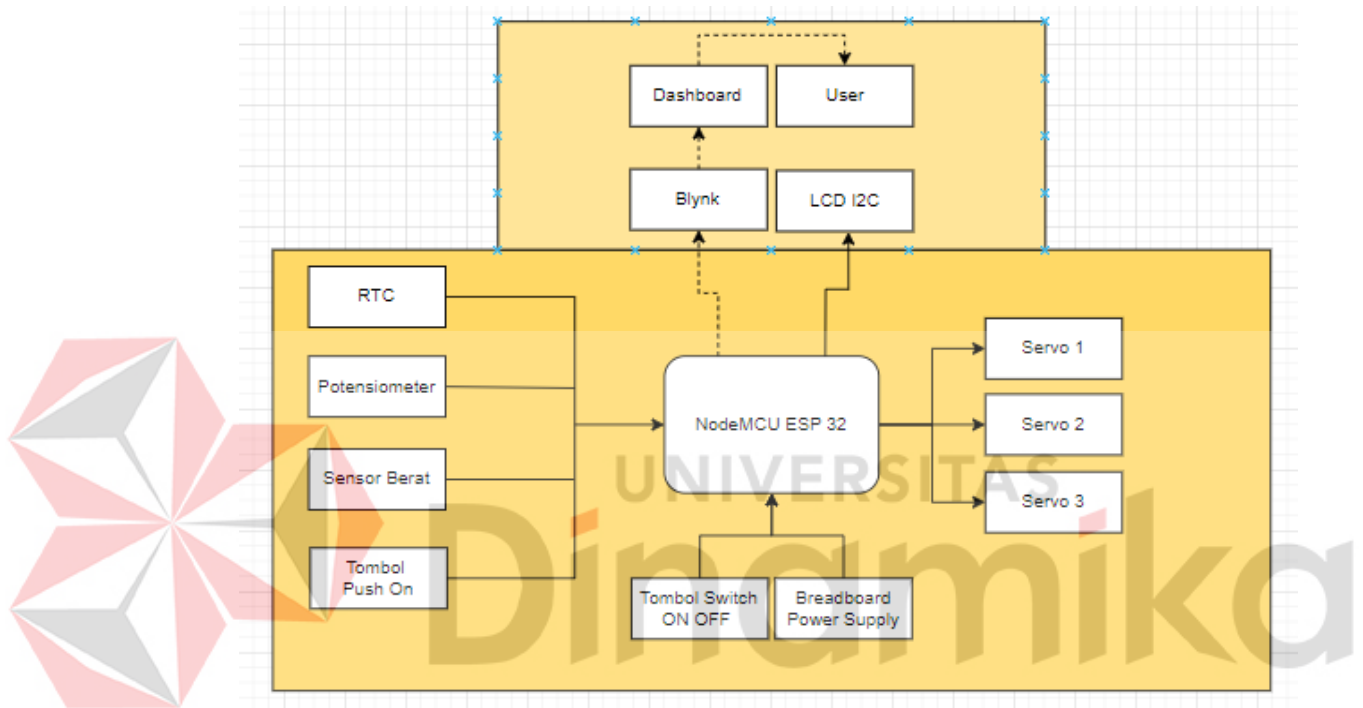 Dashboard
User
Blynk
LCD I2C
RTC
Potensiometer
Sensor Berat
Tombol
Push On
NodeMCU ESP 32
Servo 1
Servo 2
Servo 3
Tombol Switch
ON OFF
Breadboard
Power Supply
UNIVERSITAS
Dinamika